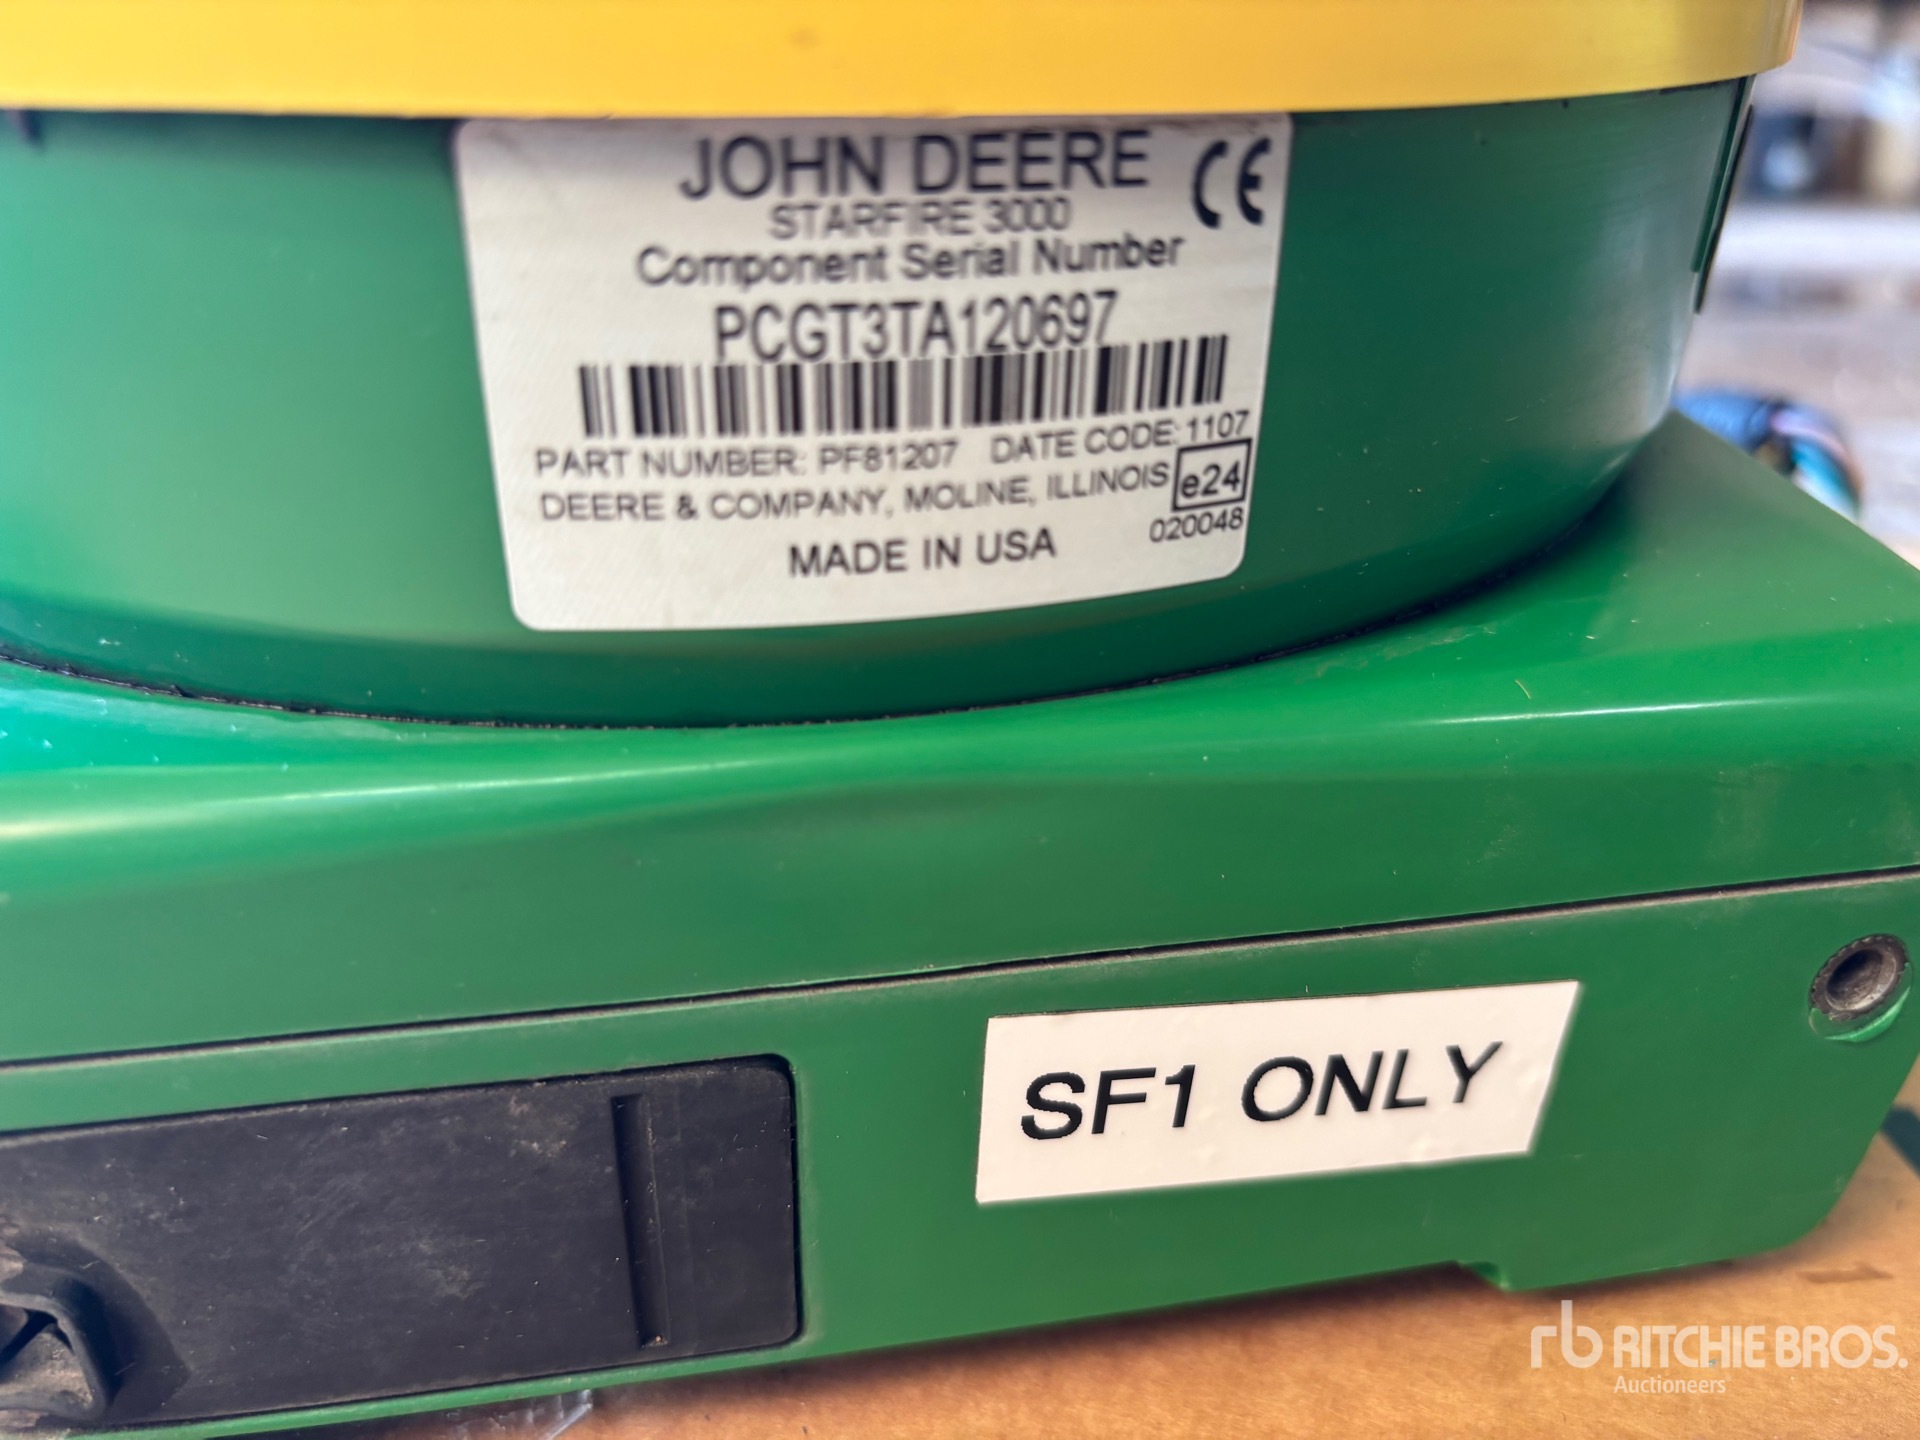 JOHN DEERE
CE
STARFIRE 3000
Component Serial Number
PCGT3TA120697
PART NUMBER: PF81207 DATE CODE: 1107
DEERE & COMPANY, MOLINE, ILLINOIS e24
020048
MADE IN USA
SF1 ONLY
rb RITCHIE BROS.
Auctioneers